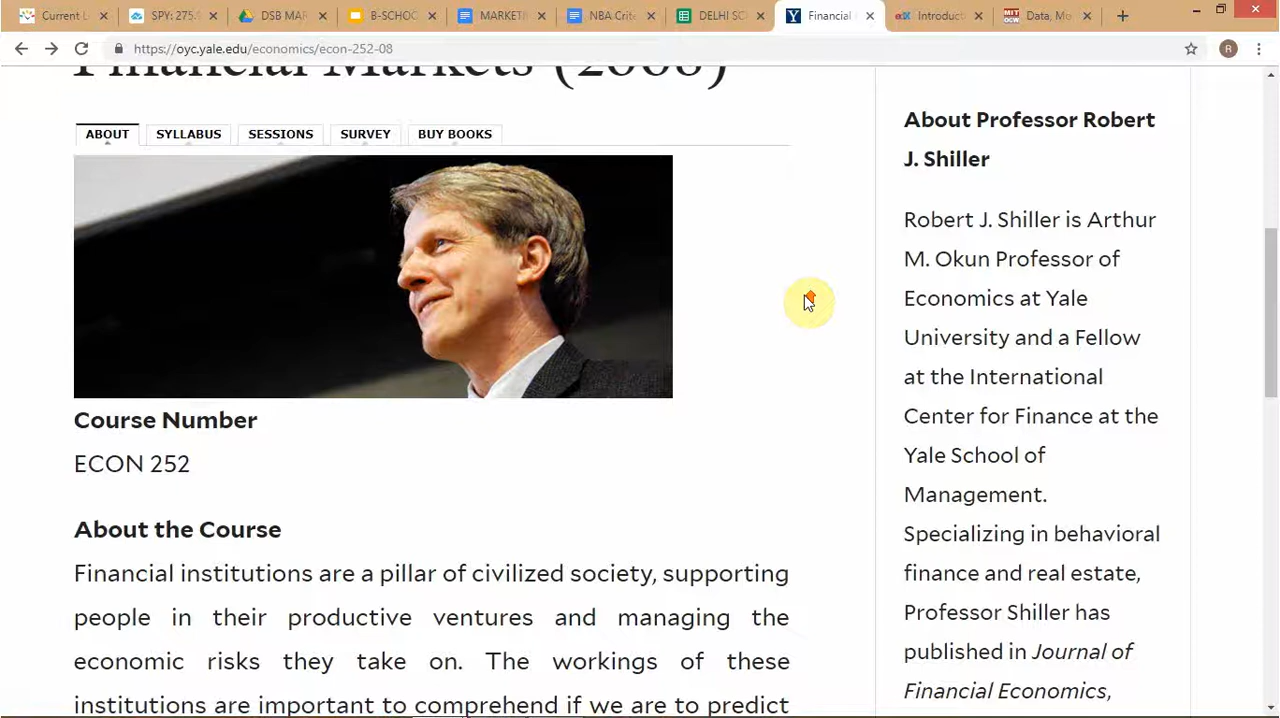 Current L
SPY: 275.
DSB MAR
B-SCHOO
MARKETI
NBA Crite
DELHI SC
Financial
Introduct
Data, Mo
https://oyc.yale.edu/economics/econ-252-08
R
Financial Markets (2008)
ABOUT
SYLLABUS
SESSIONS
SURVEY
BUY BOOKS
Course Number
ECON 252
About the Course
Financial institutions are a pillar of civilized society, supporting
people in their productive ventures and managing the
economic risks they take on. The workings of these
institutions are important to comprehend if we are to predict
About Professor Robert
J. Shiller
Robert J. Shiller is Arthur
M. Okun Professor of
Economics at Yale
University and a Fellow
at the International
Center for Finance at the
Yale School of
Management.
Specializing in behavioral
finance and real estate,
Professor Shiller has
published in Journal of
Financial Economics,